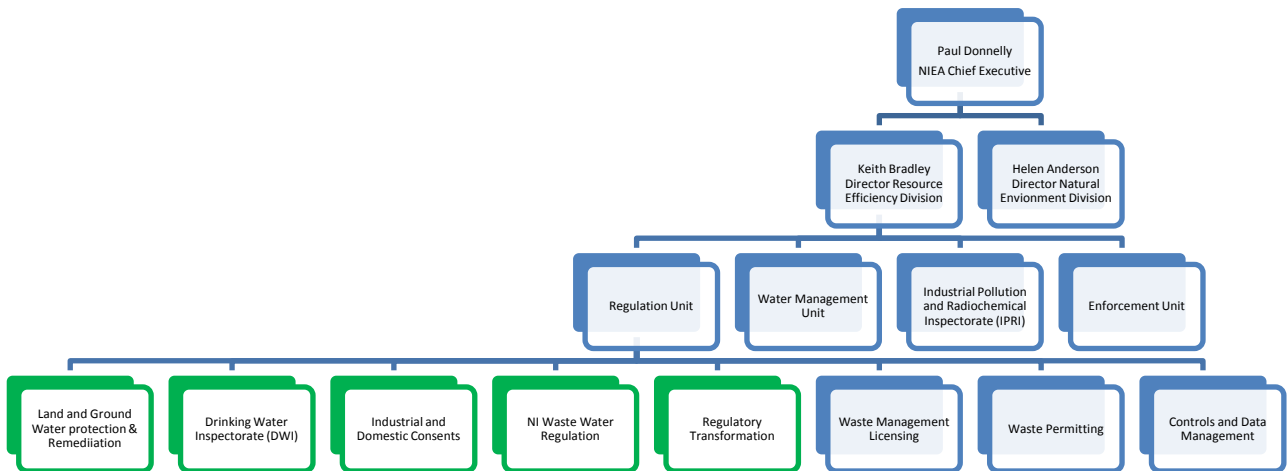 Paul Donnelly
NIEA Chief Executive
Keith Bradley
Director Resource
Efficiency Division
Helen Anderson
Director Natural
Envionment Division
Regulation Unit
Water Management
Unit
Industrial Pollution
and Radiochemical
Inspectorate (IPRI)
Enforcement Unit
Land and Ground
Water protection &
Remediiation
Drinking Water
Inspectorate (DWI)
Industrial and
Domestic Consents
NI Waste Water
Regulation
Regulatory
Transformation
Waste Management
Licensing
Waste Permitting
Controls and Data
Management